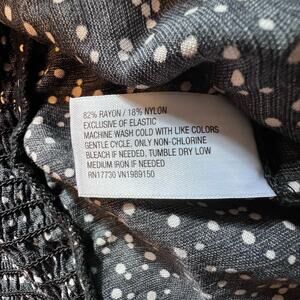 82% RAYON / 18% NYLON
EXCLUSIVE OF ELASTIC
MACHINE WASH COLD WITH LIKE COLORS
GENTLE CYCLE, ONLY NON-CHLORINE
BLEACH IF NEEDED, TUMBLE DRY LOW
MEDIUM IRON IF NEEDED
RN17730 VN1989150